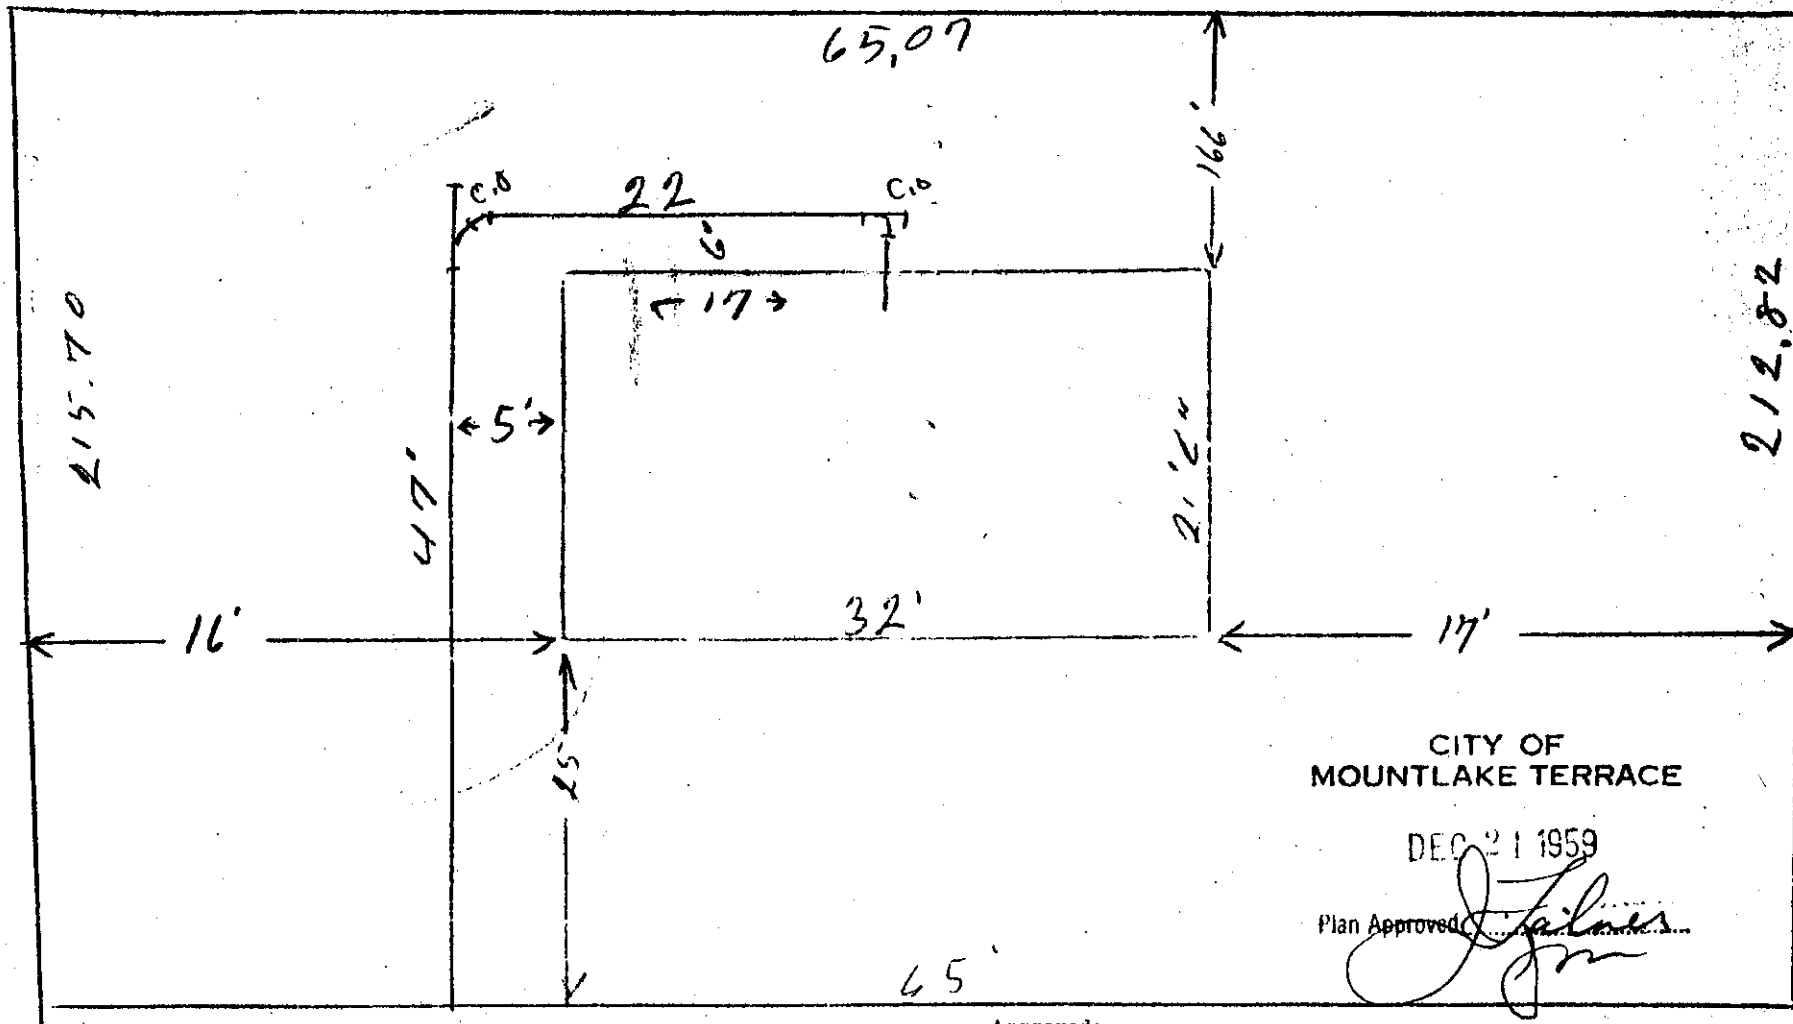 65,07
166'
C.O
22
C.O
6'
17
215.70
212.82
5'
47'
32'
16'
17'
25'
CITY OF
MOUNTLAKE TERRACE
DEC 21 1959
Plan Approved
65'